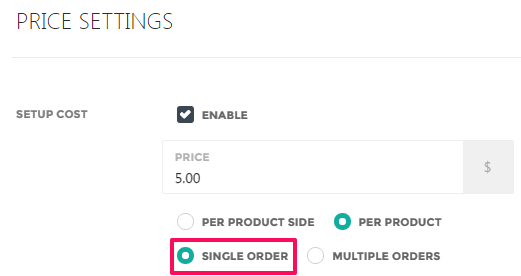 PRICE SETTINGS
SETUP COST
ENABLE
PRICE
5.00
$
PER PRODUCT SIDE
PER PRODUCT
SINGLE ORDER
MULTIPLE ORDERS